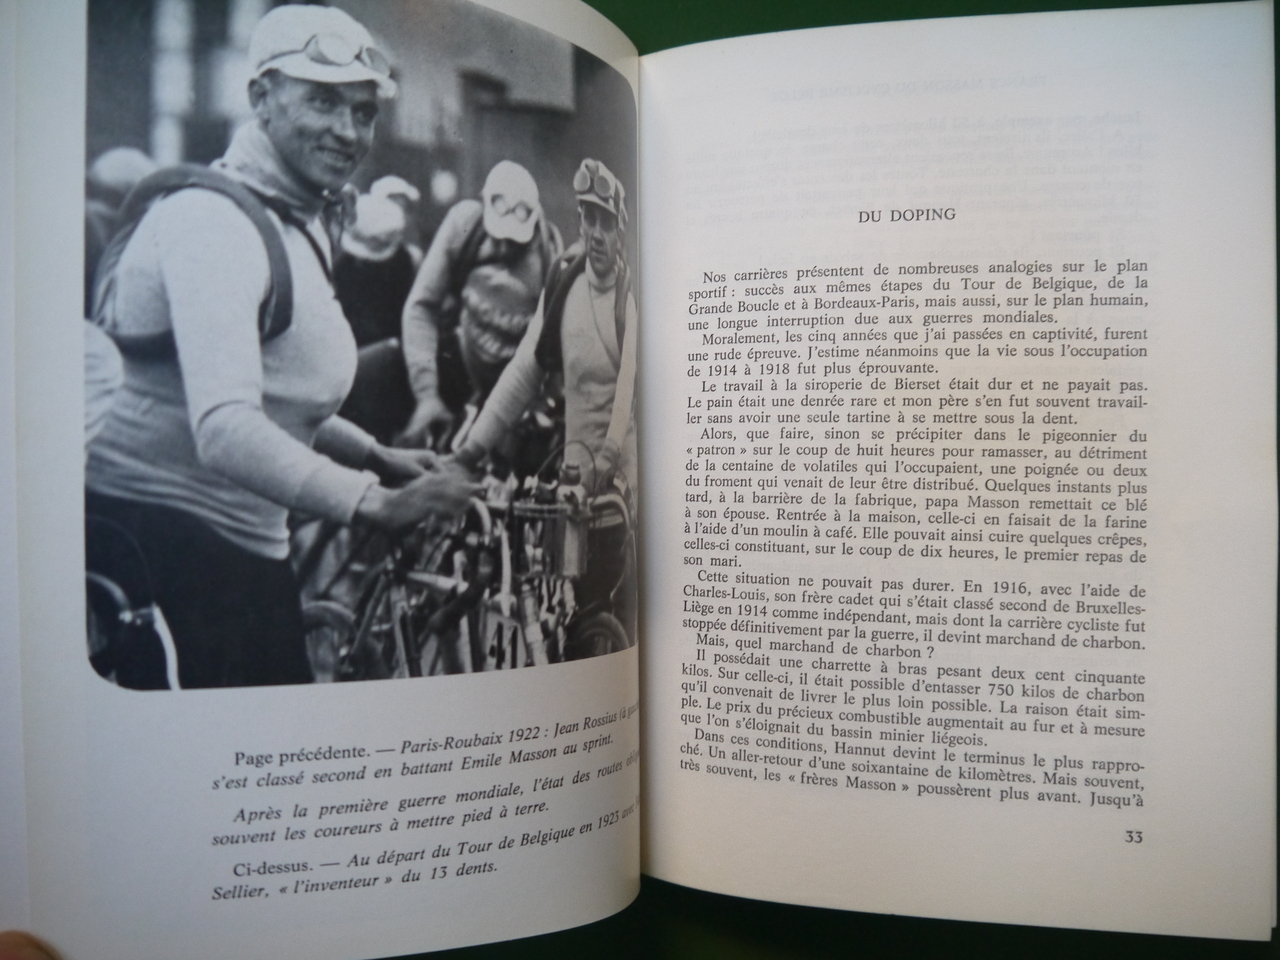 Page précédente. — Paris-Roubaix 1922 : Jean Rossius
s'est classé second en battant Emile Masson au sprint.
Après la première guerre mondiale, l'état des routes
souvent les coureurs à mettre pied à terre.
Ci-dessus. — Au départ du Tour de Belgique en 1923
Sellier, « l'inventeur » du 13 dents.
DU DOPING
Nos carrières présentent de nombreuses analogies sur le plan
sportif : succès aux mêmes étapes du Tour de Belgique, de la
Grande Boucle et à Bordeaux-Paris, mais aussi, sur le plan humain,
une longue interruption due aux guerres mondiales.
Moralement, les cinq années que j'ai passées en captivité, furent
une rude épreuve. J'estime néanmoins que la vie sous l'occupation
de 1914 à 1918 fut plus éprouvante.
Le travail à la siroperie de Bierset était dur et ne payait pas.
Le pain était une denrée rare et mon père s'en fut souvent travail-
ler sans avoir une seule tartine à se mettre sous la dent.
Alors, que faire, sinon se précipiter dans le pigeonnier du
« patron » sur le coup de huit heures pour ramasser, au détriment
de la centaine de volatiles qui l'occupaient, une poignée ou deux
du froment qui venait de leur être distribué. Quelques instants plus
tard, à la barrière de la fabrique, papa Masson remettait ce blé
à son épouse. Rentrée à la maison, celle-ci en faisait de la farine
à l'aide d'un moulin à café. Elle pouvait ainsi cuire quelques crêpes,
celles-ci constituant, sur le coup de dix heures, le premier repas de
son mari.
Cette situation ne pouvait pas durer. En 1916, avec l'aide de
Charles-Louis, son frère cadet qui s'était classé second de Bruxelles-
Liège en 1914 comme indépendant, mais dont la carrière cycliste fut
stoppée définitivement par la guerre, il devint marchand de charbon.
Mais, quel marchand de charbon ?
Il possédait une charrette à bras pesant deux cent cinquante
kilos. Sur celle-ci, il était possible d'entasser 750 kilos de charbon
qu'il convenait de livrer le plus loin possible. La raison était sim-
ple. Le prix du précieux combustible augmentait au fur et à mesure
que l'on s'éloignait du bassin minier liégeois.
Dans ces conditions, Hannut devint le terminus le plus rappro-
ché. Un aller-retour d'une soixantaine de kilomètres. Mais souvent,
très souvent, les « frères Masson » poussèrent plus avant. Jusqu'à
33